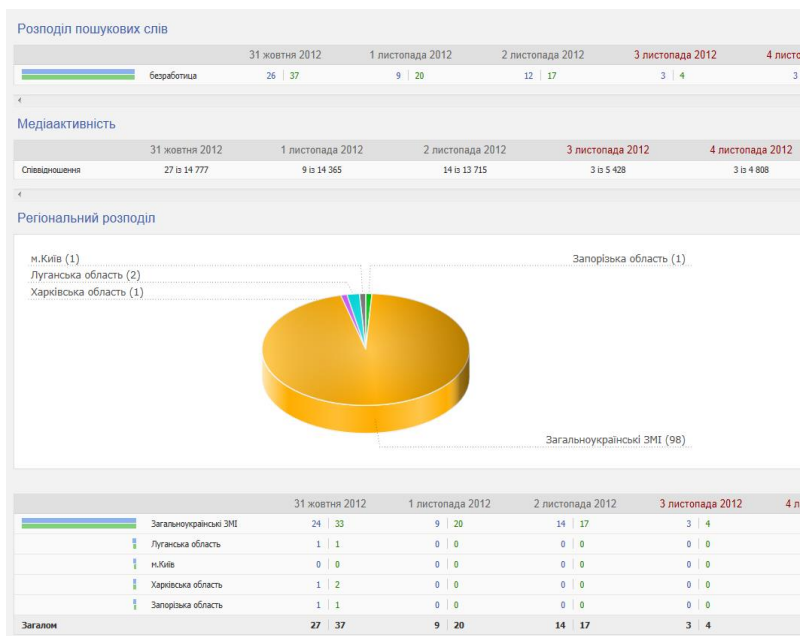 Розподіл пошукових слів
31 жовтня 2012 1 листопада 2012 2 листопада 2012 3 листопада 2012 4 листо
безработица 26 37 9 20 12 17 3 4 3
Медіаактивність
31 жовтня 2012 1 листопада 2012 2 листопада 2012 3 листопада 2012 4 листопада 2012
Співвідношення 27 із 14 777 9 із 14 365 14 із 13 715 3 із 5 428 3 із 4 808
Регіональний розподіл
м.Київ (1) Запорізька область (1)
Луганська область (2)
Харківська область (1)
Загальноукраїнські ЗМІ (98)
31 жовтня 2012 1 листопада 2012 2 листопада 2012 3 листопада 2012 4 л
Загальноукраїнські ЗМІ 24 33 9 20 14 17 3 4
Луганська область 1 1 0 0 0 0 0 0
м.Київ 0 0 0 0 0 0 0 0
Харківська область 1 2 0 0 0 0 0 0
Запорізька область 1 1 0 0 0 0 0 0
Загалом 27 37 9 20 14 17 3 4